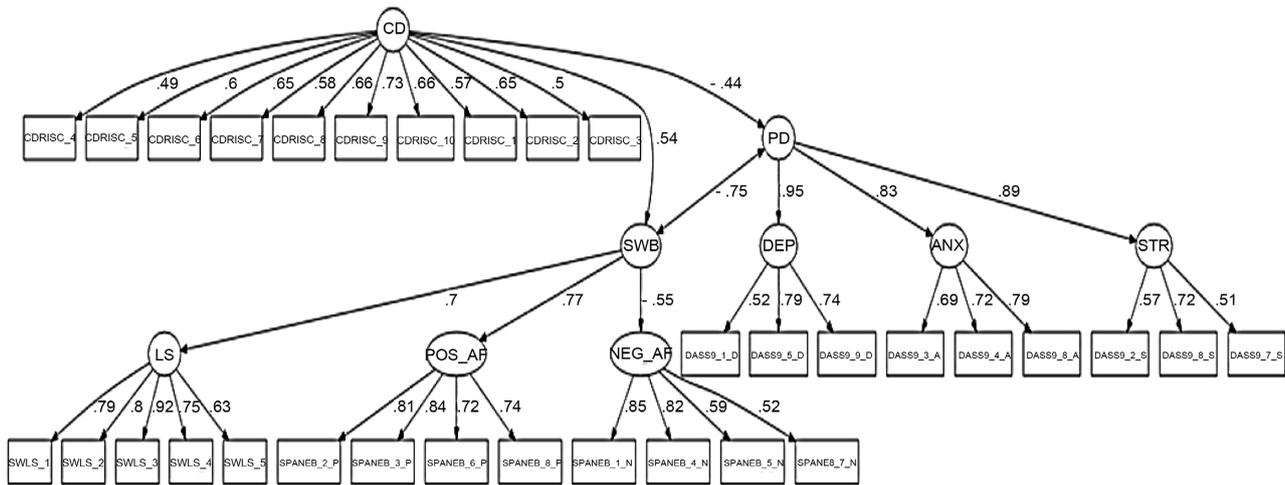 CD
.49 .6 .65 .58 .66 .73 .66 .57 .65 .5 - .44
CDRISC_4 CDRISC_5 CDRISC_6 CDRISC_7 CDRISC_8 CDRISC_9 CDRISC_10 CDRISC_1 CDRISC_2 CDRISC_3
.54
PD
- .75 .95 .83 .89
SWB DEP ANX STR
.7 .77 - .55 .52 .79 .74 .69 .72 .79 .57 .72 .51
LS POS_AF NEG_AF DASS9_1_D DASS9_5_D DASS9_9_D DASS9_3_A DASS9_4_A DASS9_8_A DASS9_2_S DASS9_8_S DASS9_7_S
.79 .8 .92 .75 .63 .81 .84 .72 .74 .85 .82 .59 .52
SWLS_1 SWLS_2 SWLS_3 SWLS_4 SWLS_5 SPANEB_2_P SPANEB_3_P SPANEB_6_P SPANEB_8_P SPANEB_1_N SPANEB_4_N SPANEB_5_N SPANE8_7_N